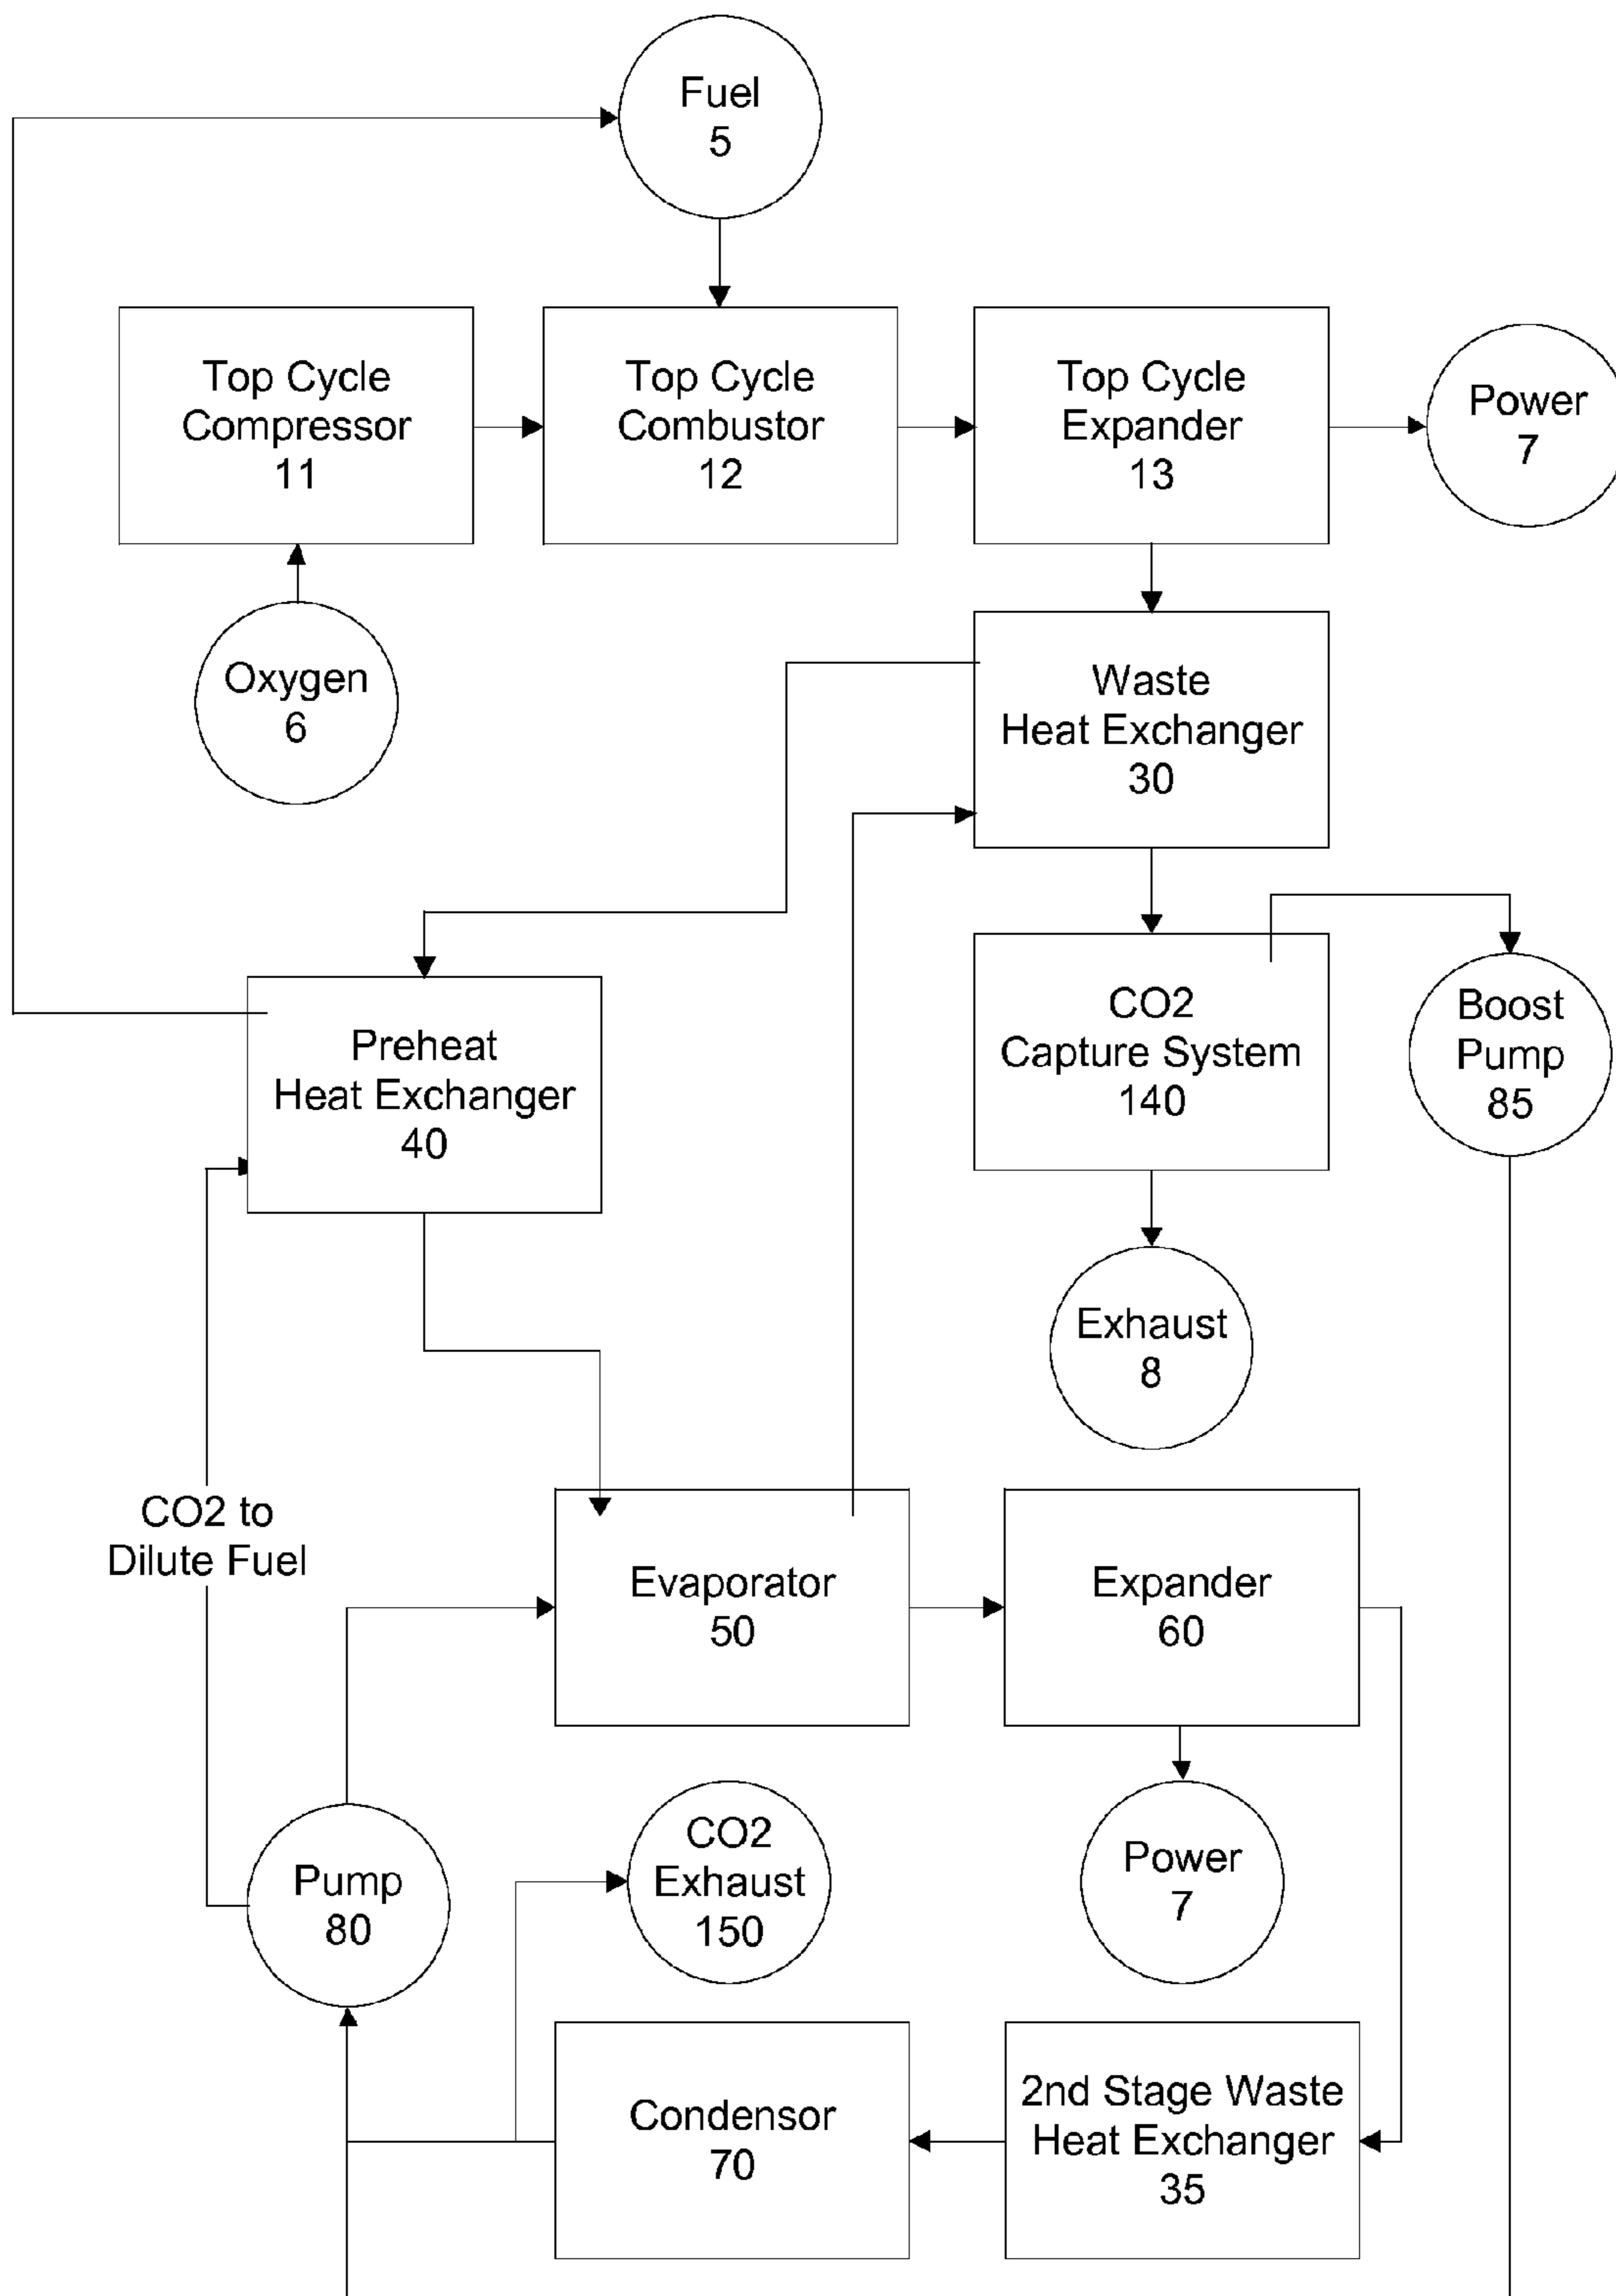 Fuel
5
Top Cycle
Compressor
11
Top Cycle
Combustor
12
Top Cycle
Expander
13
Power
7
Oxygen
6
Waste
Heat Exchanger
30
Preheat
Heat Exchanger
40
CO2
Capture System
140
Boost
Pump
85
Exhaust
8
CO2 to
Dilute Fuel
Evaporator
50
Expander
60
Pump
80
CO2
Exhaust
150
Power
7
Condensor
70
2nd Stage Waste
Heat Exchanger
35